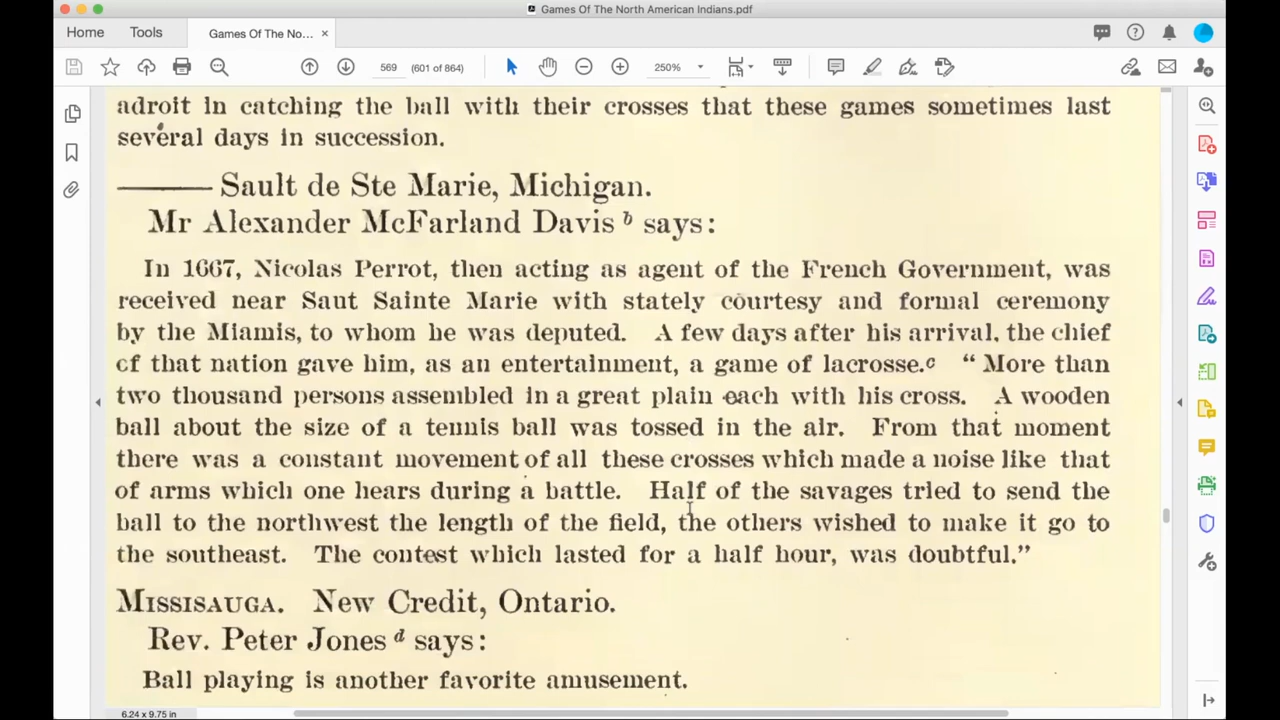 Games Of The North American Indians.pdf
Home
Tools
Games Of The No... ×
569 (601 of 864)
250%
adroit in catching the ball with their crosses that these games sometimes last
several days in succession.
——— Sault de Ste Marie, Michigan.
Mr Alexander McFarland Davis b says:
In 1667, Nicolas Perrot, then acting as agent of the French Government, was
received near Saut Sainte Marie with stately courtesy and formal ceremony
by the Miamis, to whom he was deputed. A few days after his arrival, the chief
of that nation gave him, as an entertainment, a game of lacrosse.c “ More than
two thousand persons assembled in a great plain each with his cross. A wooden
ball about the size of a tennis ball was tossed in the air. From that moment
there was a constant movement of all these crosses which made a noise like that
of arms which one hears during a battle. Half of the savages tried to send the
ball to the northwest the length of the field, the others wished to make it go to
the southeast. The contest which lasted for a half hour, was doubtful.”
MISSISAUGA. New Credit, Ontario.
Rev. Peter Jones d says:
Ball playing is another favorite amusement.
6.24 x 9.75 in